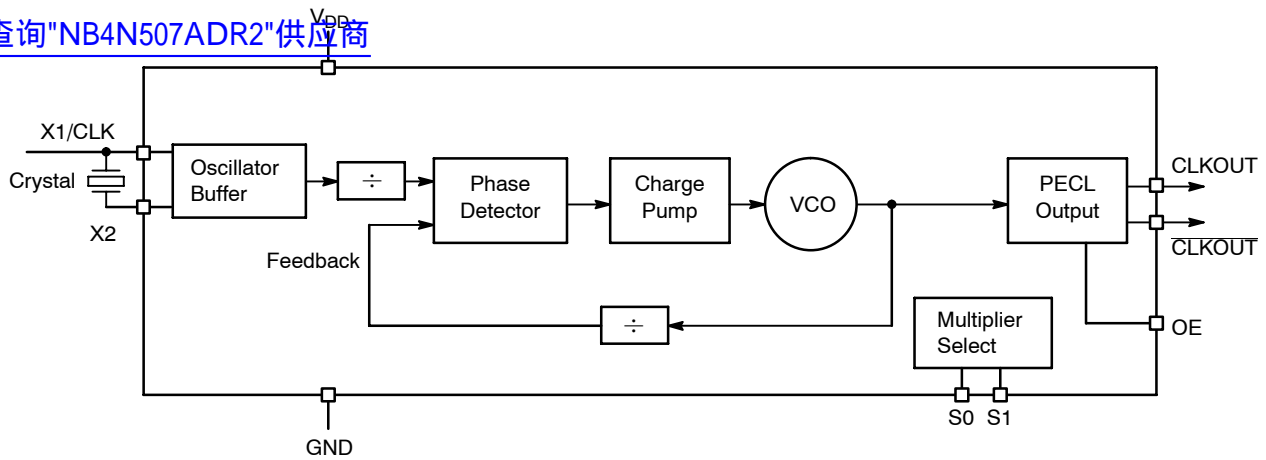 查询"NB4N507ADR2"供应商
VDD
X1/CLK
Crystal
X2
Oscillator
Buffer
÷
Phase
Detector
Charge
Pump
VCO
PECL
Output
CLKOUT
CLKOUT
Feedback
÷
Multiplier
Select
OE
S0 S1
GND